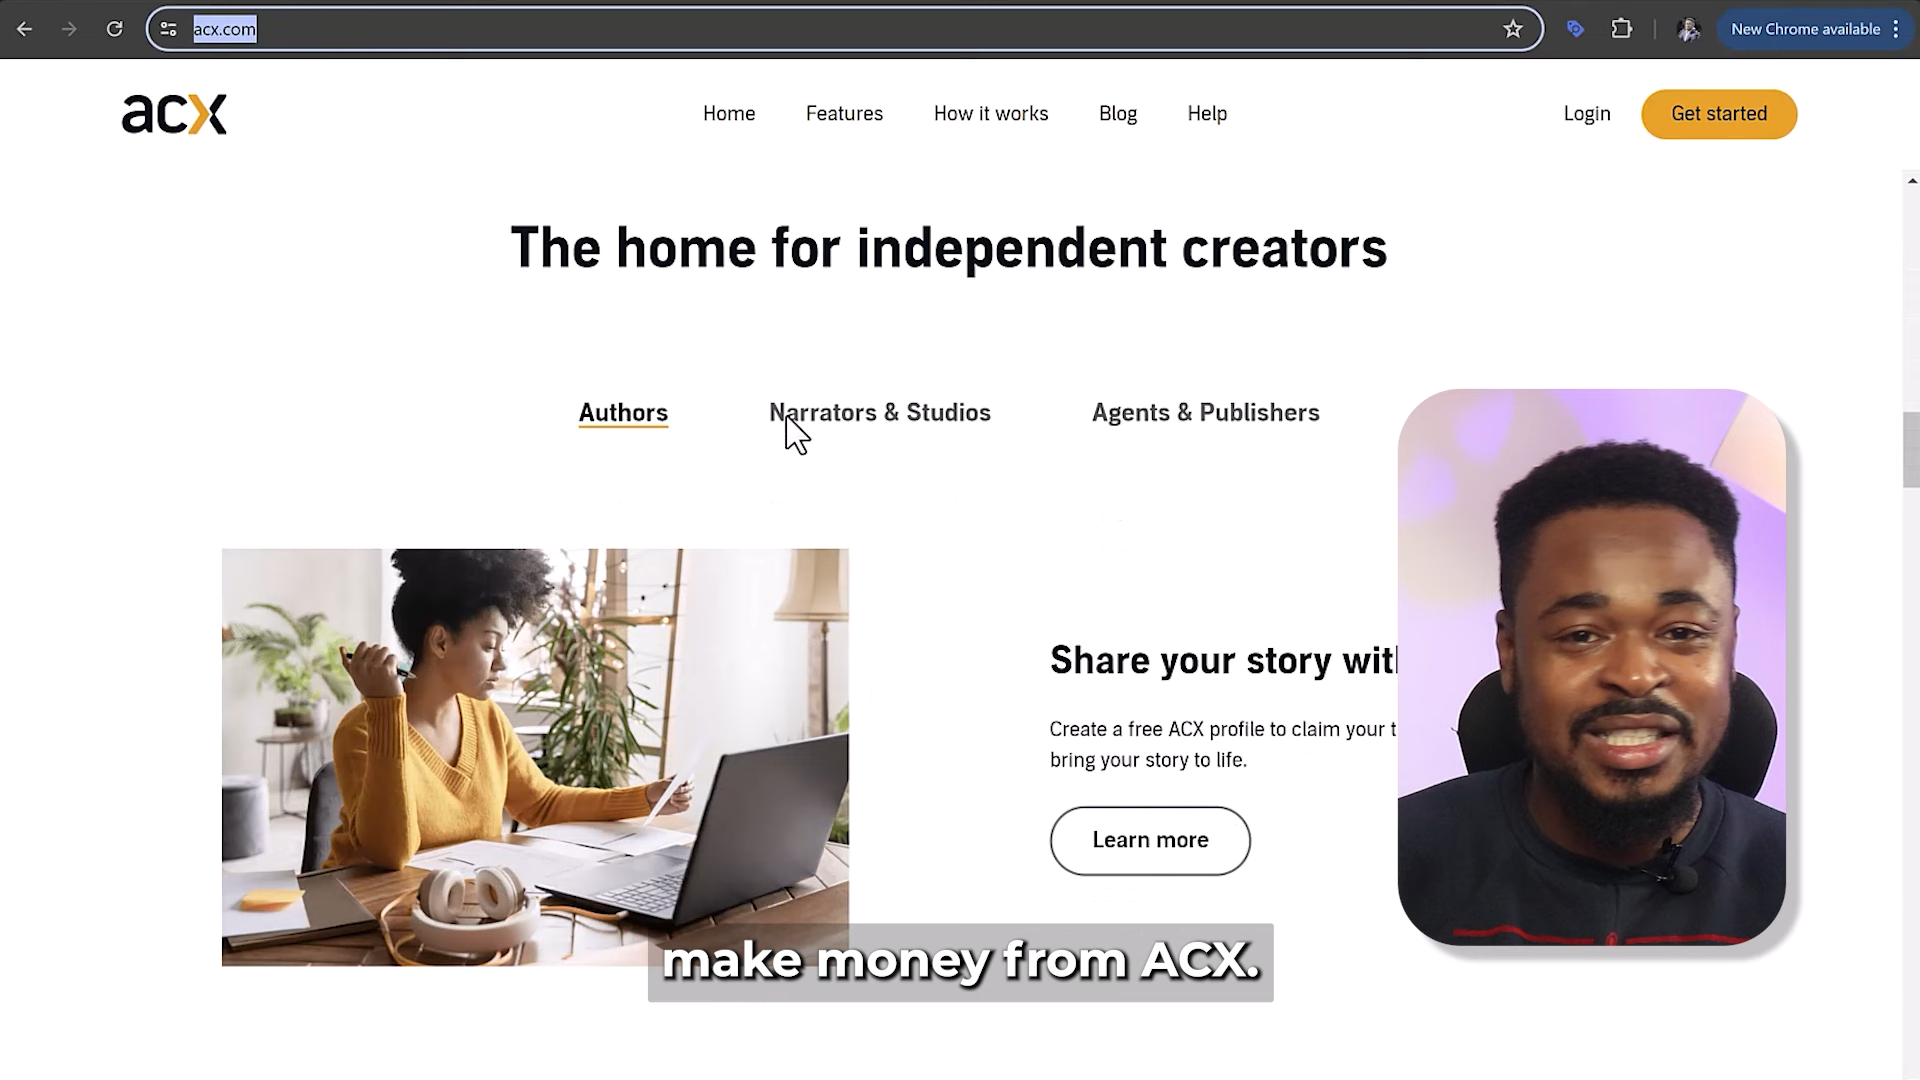 acx.com
New Chrome available
acx
Home Features How it works Blog Help
Login Get started
The home for independent creators
Authors Narrators & Studios Agents & Publishers
Share your story
Create a free ACX profile to claim your
bring your story to life.
Learn more
make money from ACX.